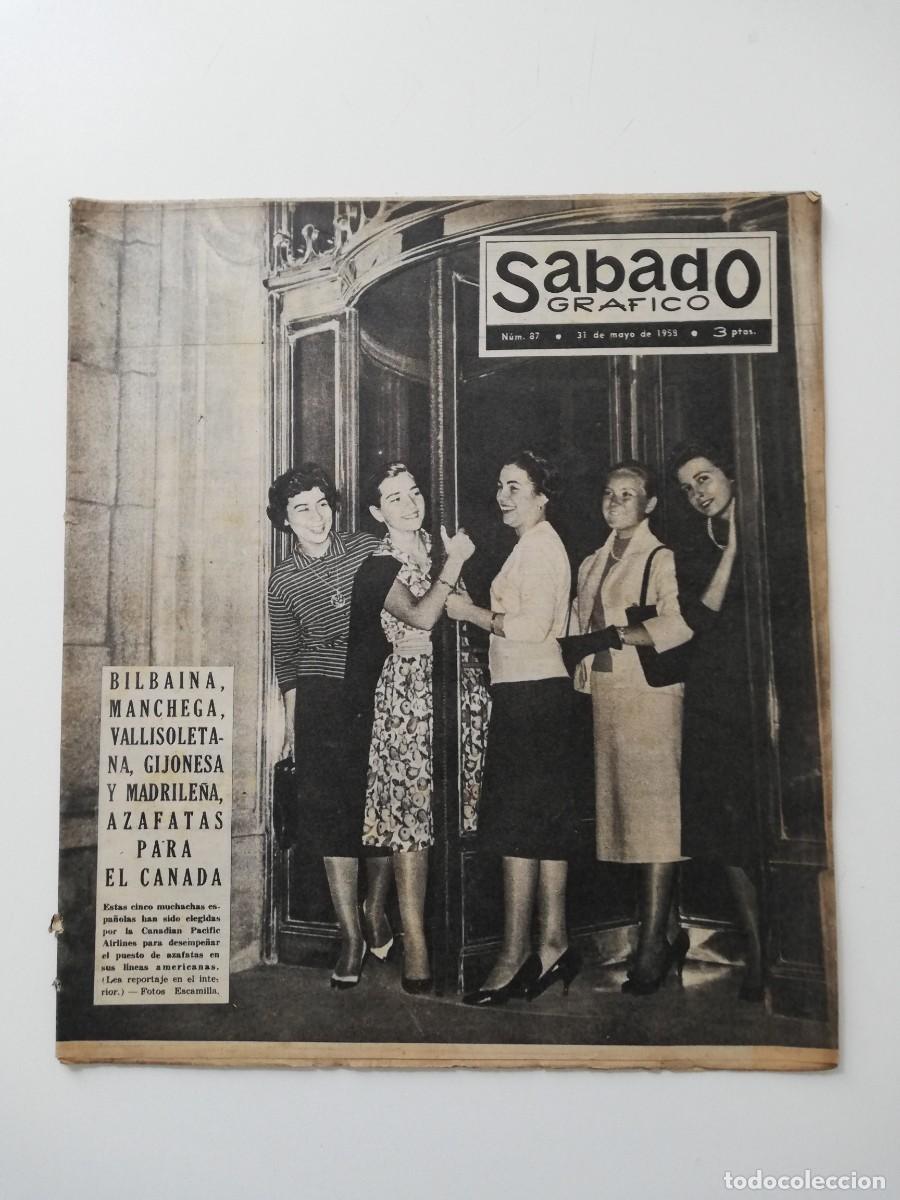 Sabado
GRAFICO
Núm. 87 • 31 de mayo de 1958 • 3 ptas.
BILBAINA,
MANCHEGA,
VALLISOLETA-
NA, GIJONESA
Y MADRILEÑA,
AZAFATAS
PARA
EL CANADA
Estas cinco muchachas es-
pañolas han sido elegidas
por la Canadian Pacific
Airlines para desempeñar
el puesto de azafatas en
sus líneas americanas.
(Lea reportaje en el inte-
rior.) — Fotos Escamilla.
todocoleccion